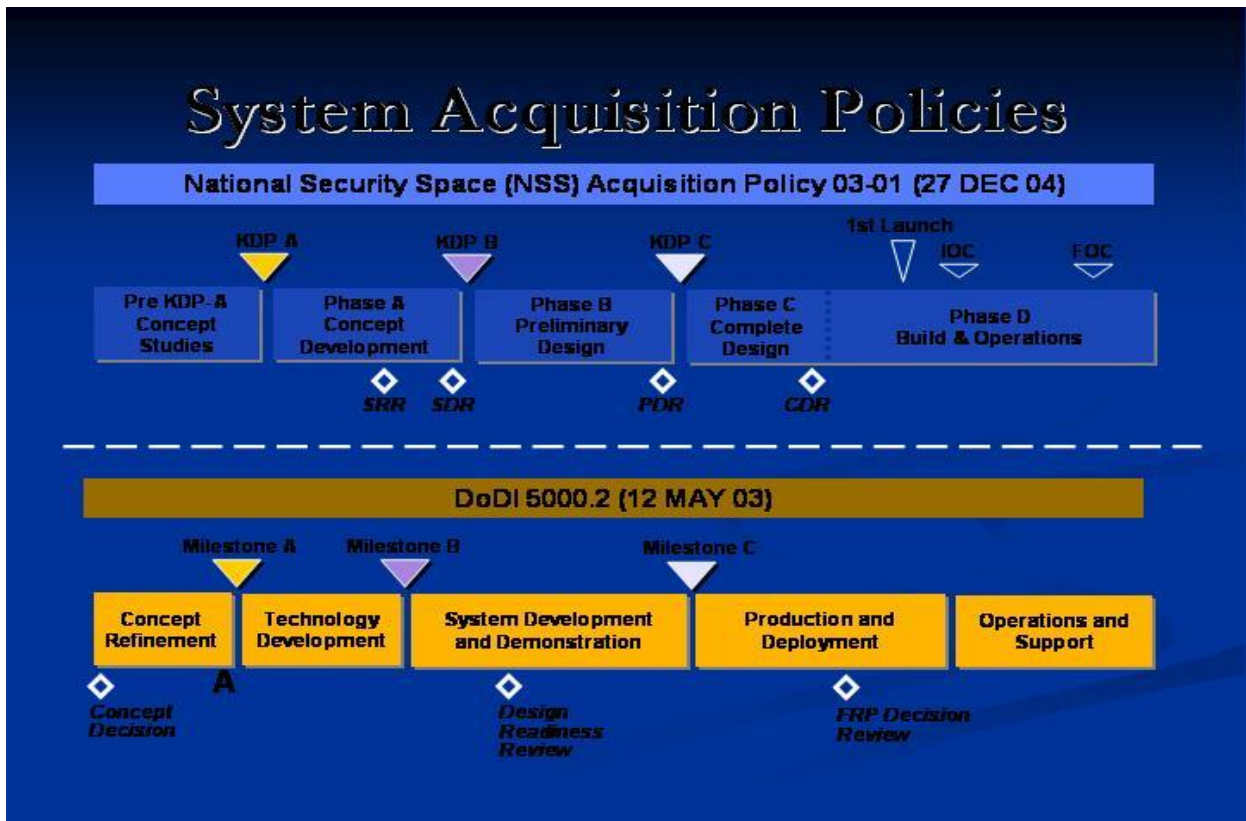 System Acquisition Policies
National Security Space (NSS) Acquisition Policy 03-01 (27 DEC 04)
1st Launch
KDP A
KDP B
KDP C
IOC
FOC
Pre KDP-A
Concept
Studies
Phase A
Concept
Development
Phase B
Preliminary
Design
Phase C
Complete
Design
Phase D
Build & Operations
SRR
SDR
PDR
CDR
DoDI 5000.2 (12 MAY 03)
Milestone A
Milestone B
Milestone C
Concept
Refinement
Technology
Development
System Development
and Demonstration
Production and
Deployment
Operations and
Support
A
Concept
Decision
Design
Readiness
Review
FRP Decision
Review